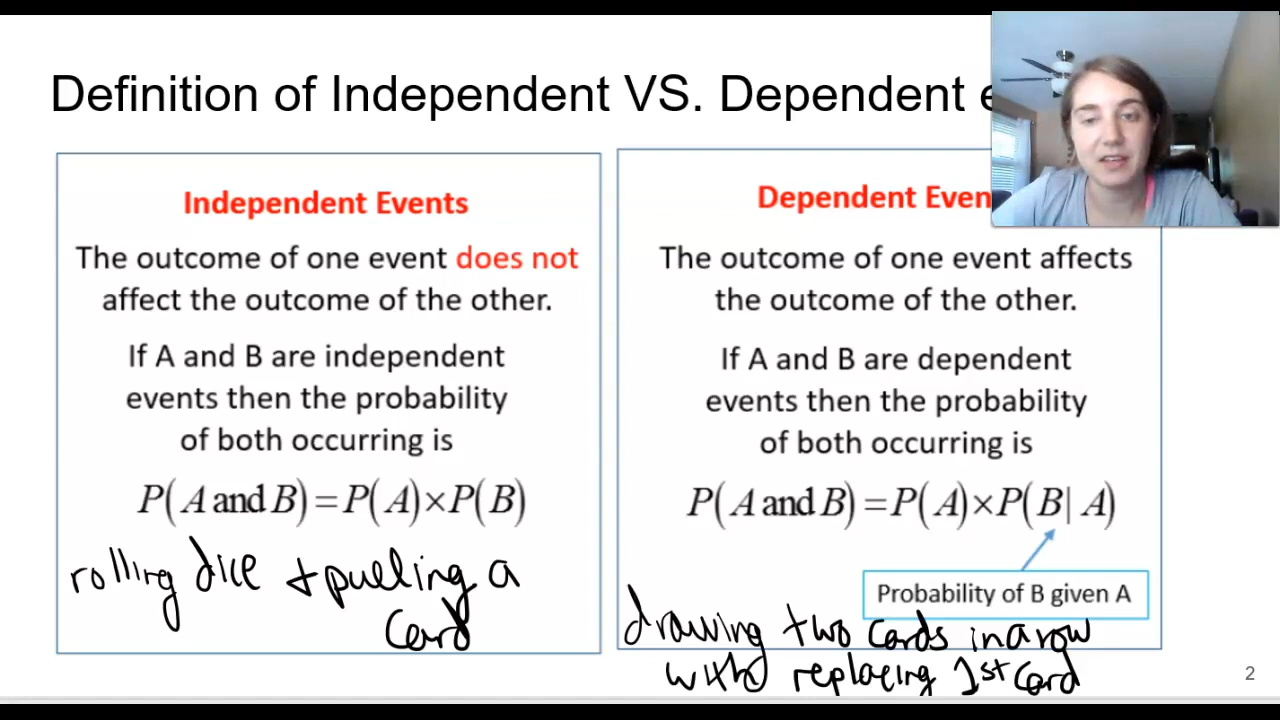 Definition of Independent VS. Dependent e
Independent Events
The outcome of one event does not
affect the outcome of the other.
If A and B are independent
events then the probability
of both occurring is
P(A and B)=P(A)×P(B)
rolling dice + pulling a
card
Dependent Even
The outcome of one event affects
the outcome of the other.
If A and B are dependent
events then the probability
of both occurring is
P(A and B)=P(A)×P(B| A)
Probability of B given A
drawing two cards in a row
replacing 1st card
2